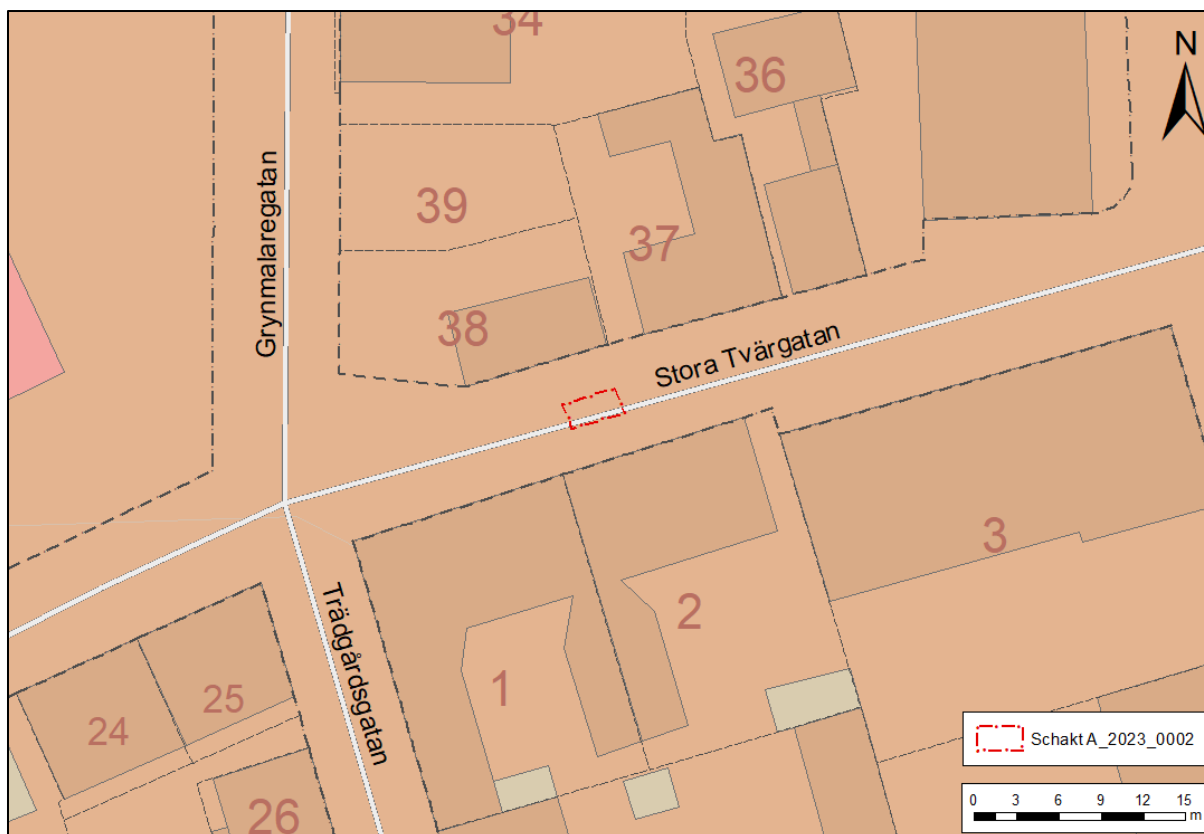 34
36
N
Grynmalaregatan
39
37
38
Stora Tvärgatan
3
2
Trädgårdsgatan
1
25
24
26
Schakt A_2023_0002
0 3 6 9 12 15
m